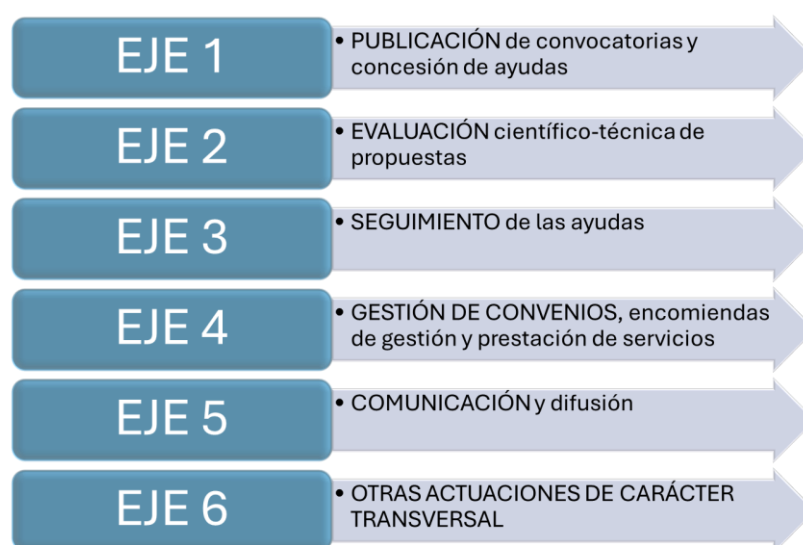 EJE 1
• PUBLICACIÓN de convocatorias y
concesión de ayudas
EJE 2
• EVALUACIÓN científico-técnica de
propuestas
EJE 3
• SEGUIMIENTO de las ayudas
EJE 4
• GESTIÓN DE CONVENIOS, encomiendas
de gestión y prestación de servicios
EJE 5
• COMUNICACIÓN y difusión
EJE 6
• OTRAS ACTUACIONES DE CARÁCTER
TRANSVERSAL